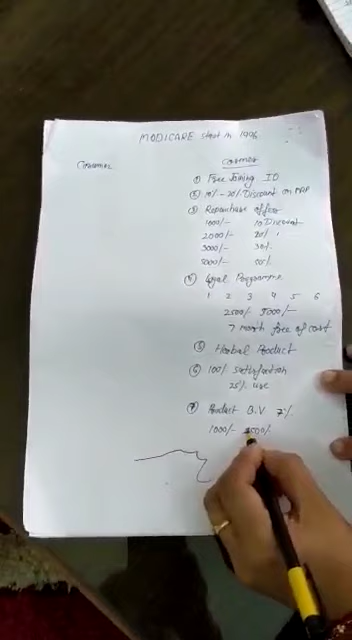 MODICARE start in 1996
Cosumer
① Free Joining ID
② 10% - 20% Discount on MRP
③ Repurchase offer
1000/- 10 Discount
2000/- 20%
3000/- 30%
5000/- 50%
④ Loyal Programme
1 2 3 4 5 6
2500/- 5000/-
7 month free of cost
⑤ Herbal Product
⑥ 100% Satisfaction
25% use
⑦ Product B.V 7%
1000/-